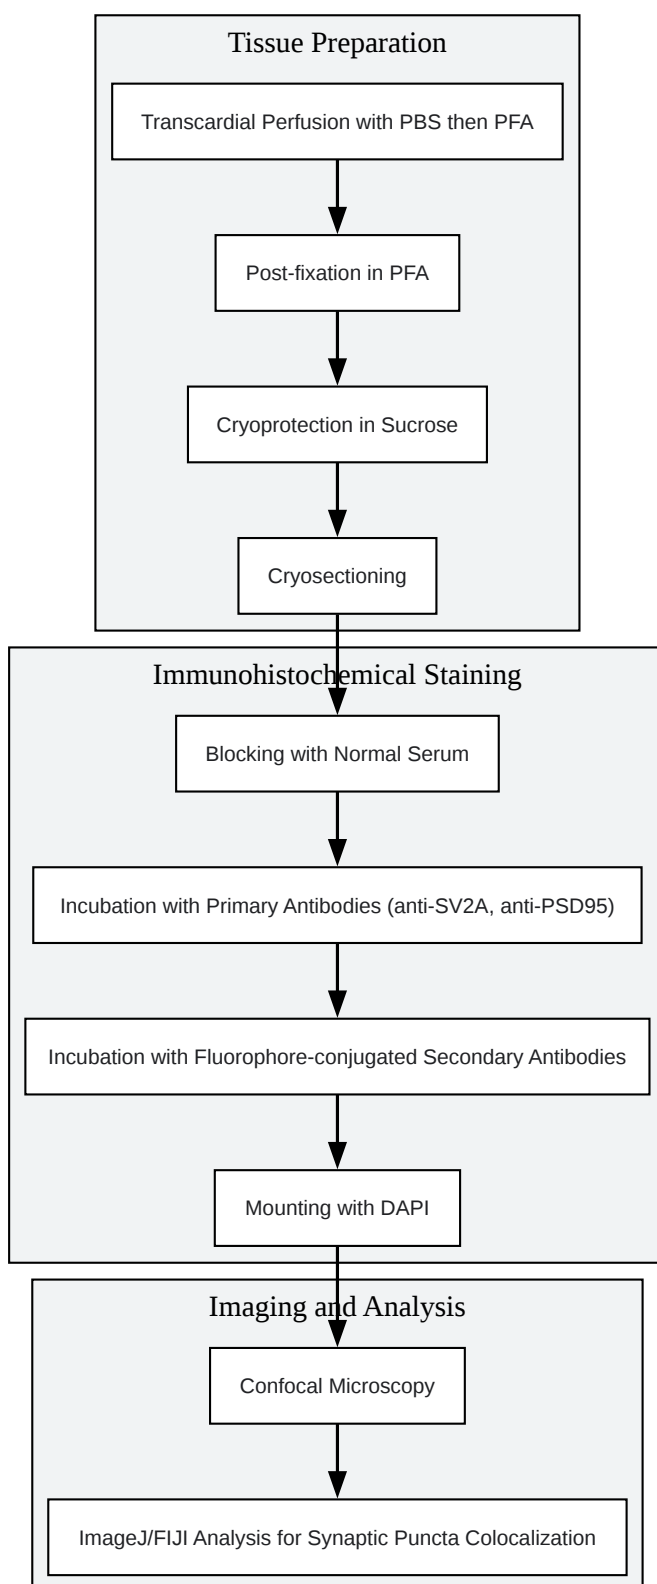 Tissue Preparation
Transcardial Perfusion with PBS then PFA
Post-fixation in PFA
Cryoprotection in Sucrose
Cryosectioning
Immunohistochemical Staining
Blocking with Normal Serum
Incubation with Primary Antibodies (anti-SV2A, anti-PSD95)
Incubation with Fluorophore-conjugated Secondary Antibodies
Mounting with DAPI
Imaging and Analysis
Confocal Microscopy
ImageJ/FIJI Analysis for Synaptic Puncta Colocalization